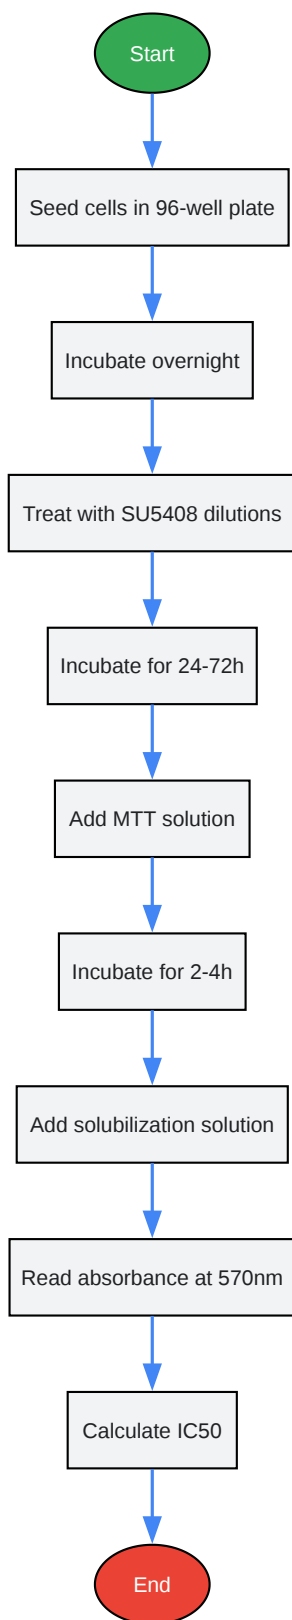 Start
Seed cells in 96-well plate
Incubate overnight
Treat with SU5408 dilutions
Incubate for 24-72h
Add MTT solution
Incubate for 2-4h
Add solubilization solution
Read absorbance at 570nm
Calculate IC50
End